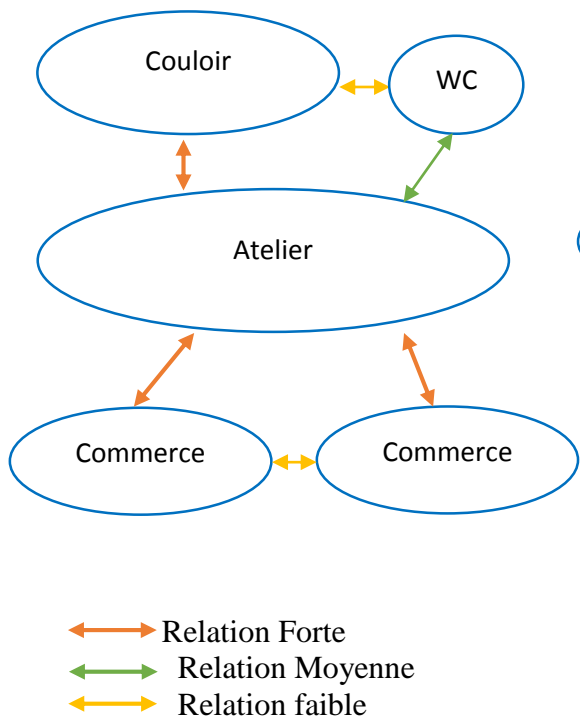 Couloir
WC
Atelier
Commerce
Commerce
Relation Forte
Relation Moyenne
Relation faible